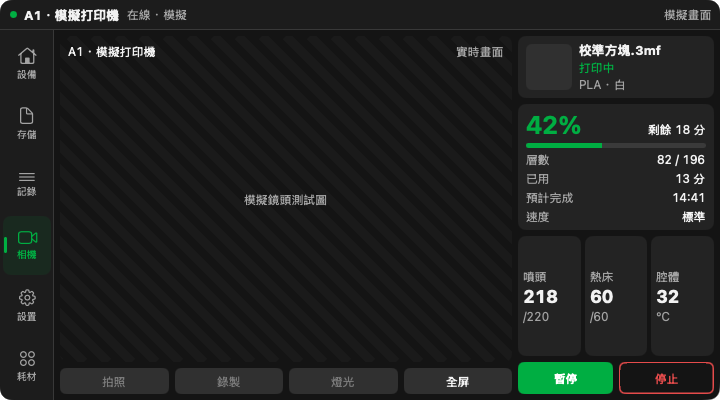 A1 · 模擬打印機 在線 · 模擬 模擬畫面
設備
存儲
記錄
相機
設置
耗材
A1 · 模擬打印機 實時畫面
模擬鏡頭測試圖
拍照 錄製 燈光 全屏
校準方塊.3mf
打印中
PLA · 白
42% 剩餘 18 分
層數 82 / 196
已用 13 分
預計完成 14:41
速度 標準
噴頭 熱床 腔體
218 60 32
/220 /60 °C
暫停 停止